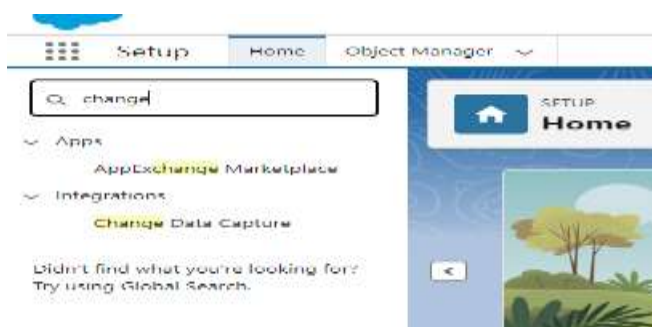 Setup
Home
Object Manager
change
Apps
AppExchange Marketplace
Integrations
Change Data Capture
Didn't find what you're looking for?
Try using Global Search.
SETUP
Home